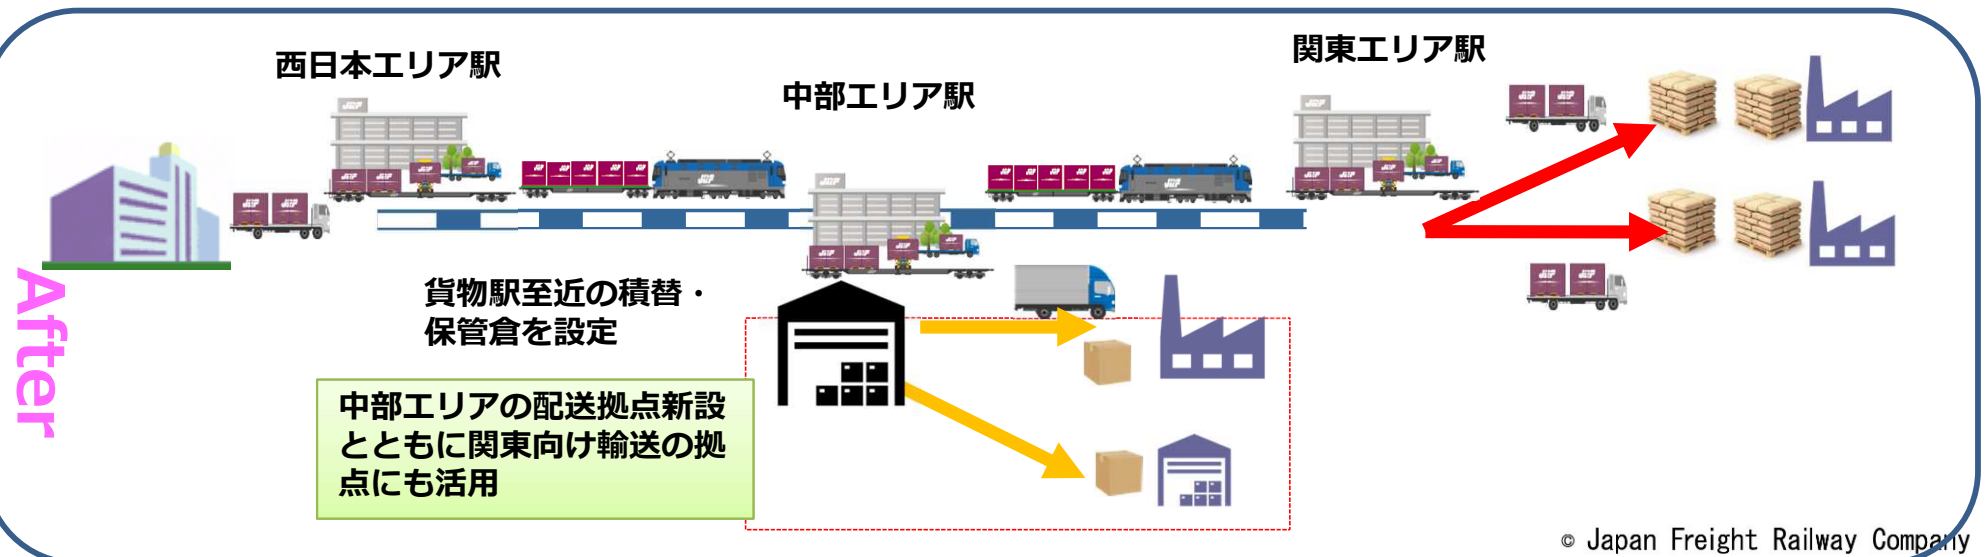 西日本エリア駅
中部エリア駅
関東エリア駅
After
貨物駅至近の積替・
保管倉を設定
中部エリアの配送拠点新設
とともに関東向け輸送の拠
点にも活用
© Japan Freight Railway Company